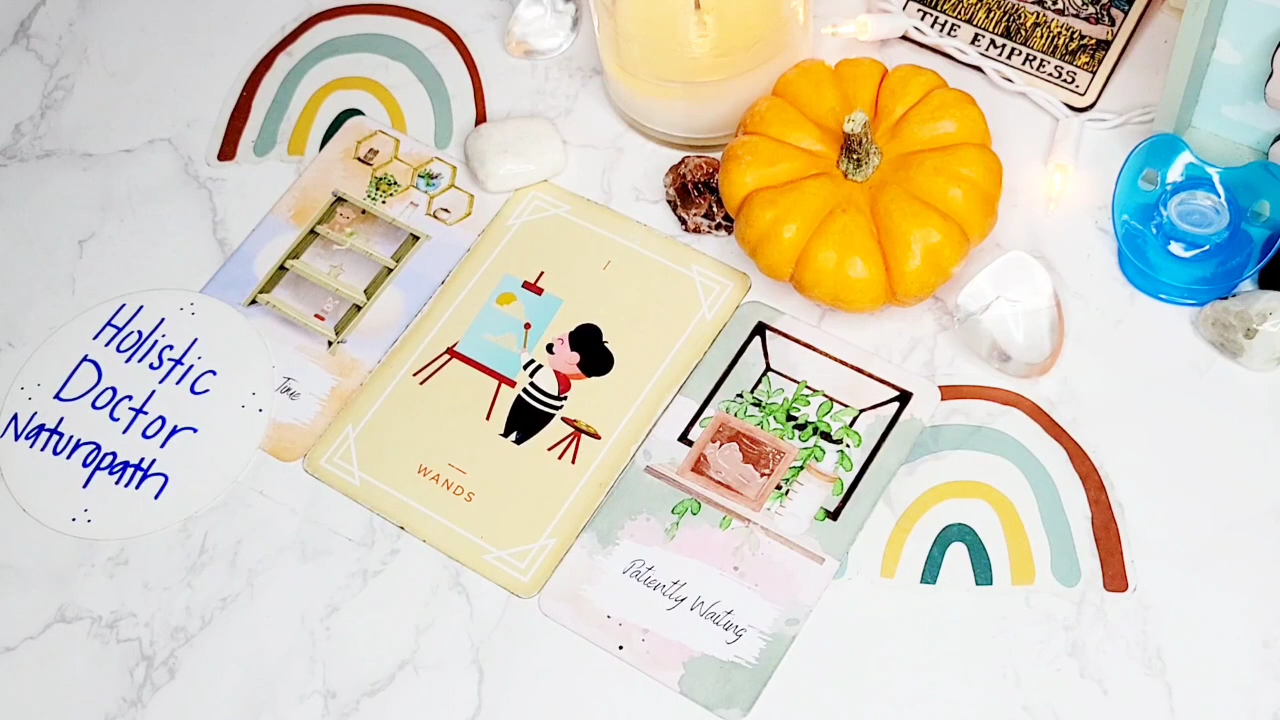 THE EMPRESS.
Holistic
Doctor
Naturopath
Time
I
WANDS
Patiently Waiting